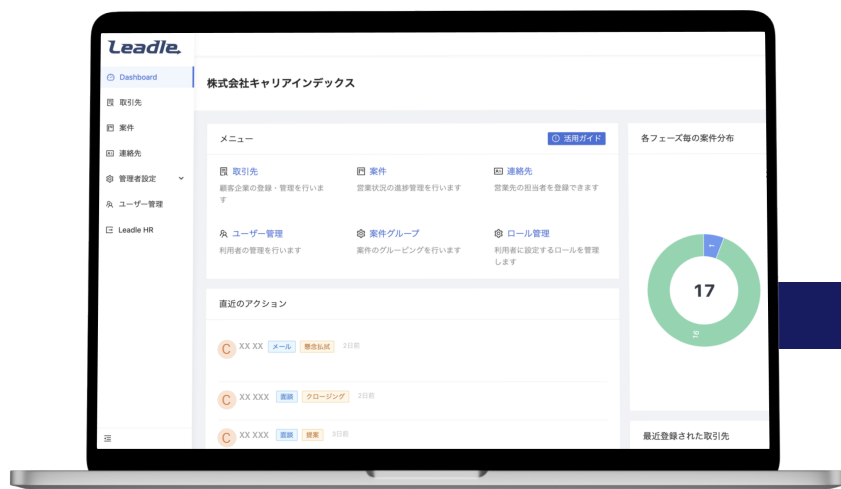 Leadle
Dashboard
取引先
案件
連絡先
管理者設定
ユーザー管理
Leadle HR
株式会社キャリアインデックス
メニュー
活用ガイド
取引先
顧客企業の登録・管理を行いま
す
案件
営業状況の進捗管理を行います
連絡先
営業先の担当者を登録できます
ユーザー管理
利用者の管理を行います
案件グループ
案件のグルーピングを行います
ロール管理
利用者に設定するロールを管理
します
直近のアクション
C XX XX メール 懸念払拭 2日前
C XX XXX 面談 クロージング 2日前
C XX XXX 面談 提案 3日前
各フェーズ毎の案件分布
1
17
16
最近登録された取引先